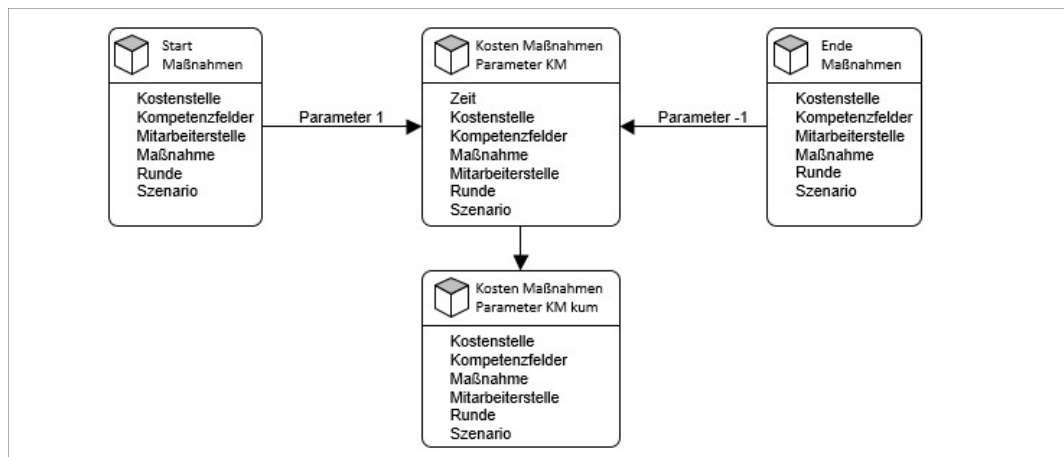 Start
Maßnahmen
Kostenstelle
Kompetenzfelder
Mitarbeiterstelle
Maßnahme
Runde
Szenario
Parameter 1
Kosten Maßnahmen
Parameter KM
Zeit
Kostenstelle
Kompetenzfelder
Maßnahme
Mitarbeiterstelle
Runde
Szenario
Parameter -1
Ende
Maßnahmen
Kostenstelle
Kompetenzfelder
Mitarbeiterstelle
Maßnahme
Runde
Szenario
Kosten Maßnahmen
Parameter KM kum
Kostenstelle
Kompetenzfelder
Maßnahme
Mitarbeiterstelle
Runde
Szenario